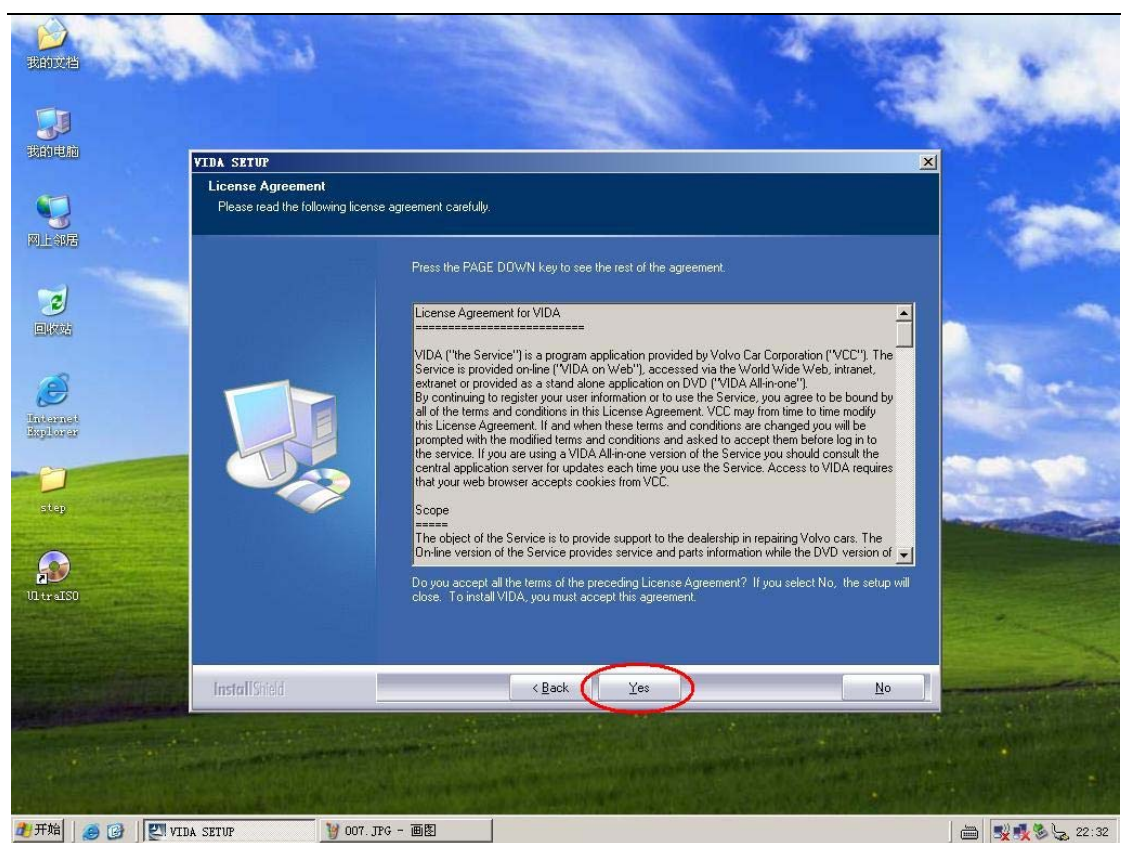 我的文档
我的电脑
网上邻居
回收站
Internet
Explorer
step
UltraISO
VIDA SETUP
License Agreement
Please read the following license agreement carefully.
Press the PAGE DOWN key to see the rest of the agreement.
License Agreement for VIDA
==========================
VIDA ("the Service") is a program application provided by Volvo Car Corporation ("VCC"). The
Service is provided on-line ("VIDA on Web"), accessed via the World Wide Web, intranet,
extranet or provided as a stand alone application on DVD ("VIDA All-in-one").
By continuing to register your user information or to use the Service, you agree to be bound by
all of the terms and conditions in this License Agreement. VCC may from time to time modify
this License Agreement. If and when these terms and conditions are changed you will be
prompted with the modified terms and conditions and asked to accept them before log in to
the service. If you are using a VIDA All-in-one version of the Service you should consult the
central application server for updates each time you use the Service. Access to VIDA requires
that your web browser accepts cookies from VCC.
Scope
=====
The object of the Service is to provide support to the dealership in repairing Volvo cars. The
On-line version of the Service provides service and parts information while the DVD version of
Do you accept all the terms of the preceding License Agreement? If you select No, the setup will
close. To install VIDA, you must accept this agreement.
InstallShield
< Back
Yes
No
开始
VIDA SETUP
007.JPG - 画图
22:32